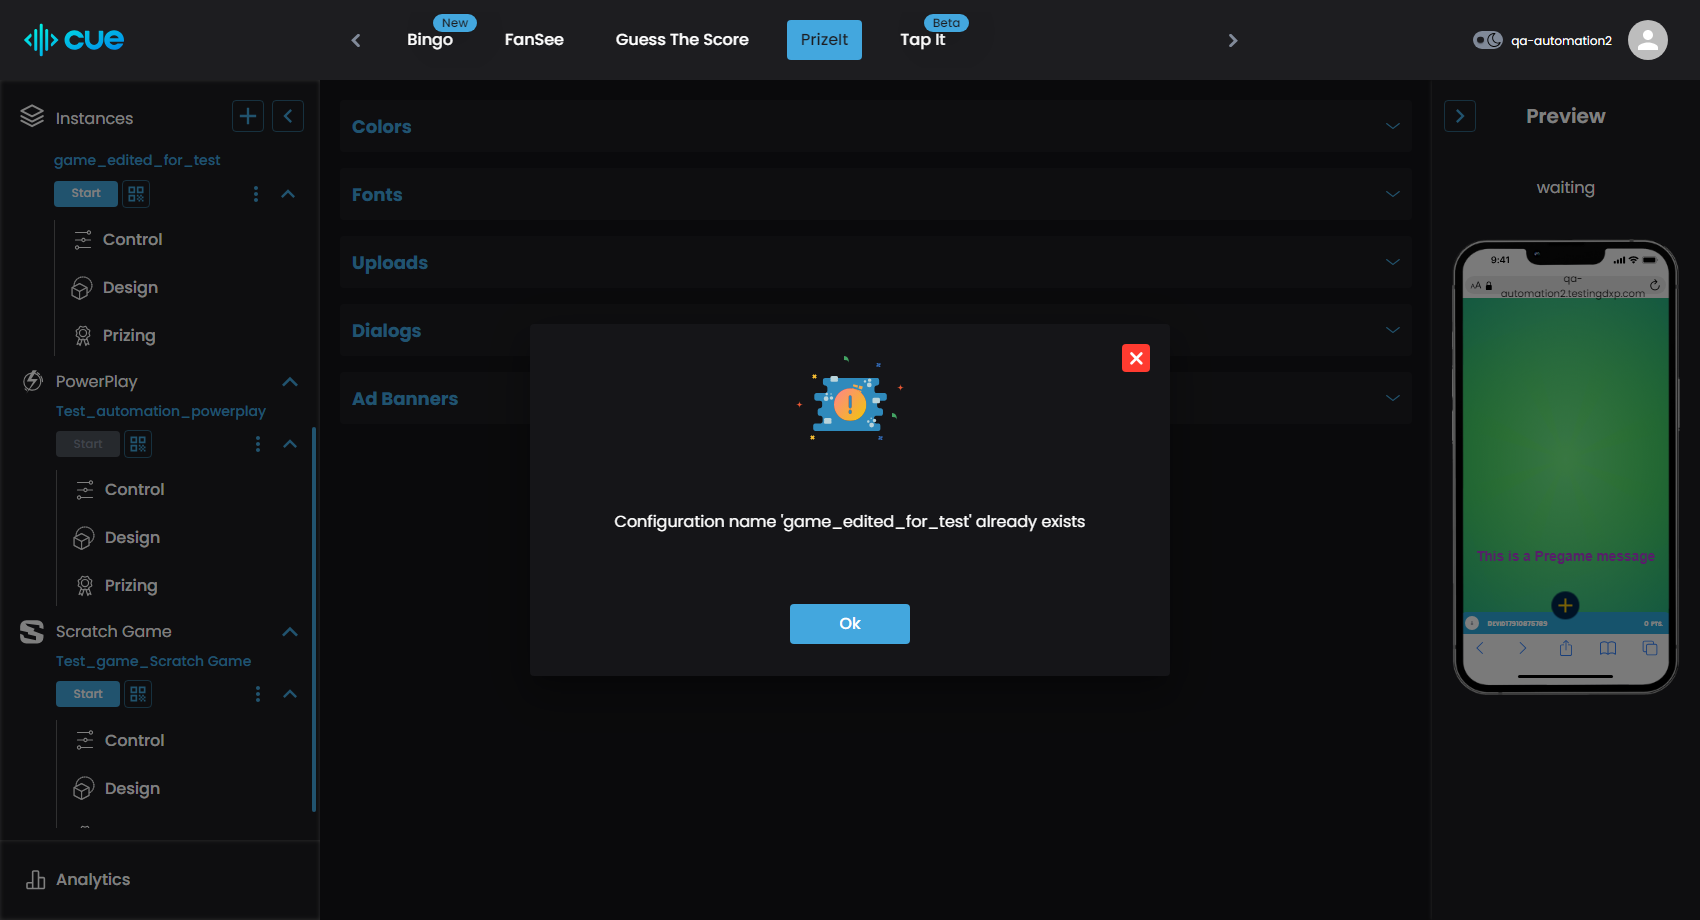 cue
Bingo
New
FanSee
Guess The Score
PrizeIt
Tap It
Beta
qa-automation2
Instances
game_edited_for_test
Start
Control
Design
Prizing
PowerPlay
Test_automation_powerplay
Start
Control
Design
Prizing
Scratch Game
Test_game_Scratch Game
Start
Control
Design
Analytics
Colors
Fonts
Uploads
Dialogs
Ad Banners
Configuration name 'game_edited_for_test' already exists
Ok
Preview
waiting
9:41
AA
qa-
automation2.testingdxp.com
This is a Pregame message
0 PTS.